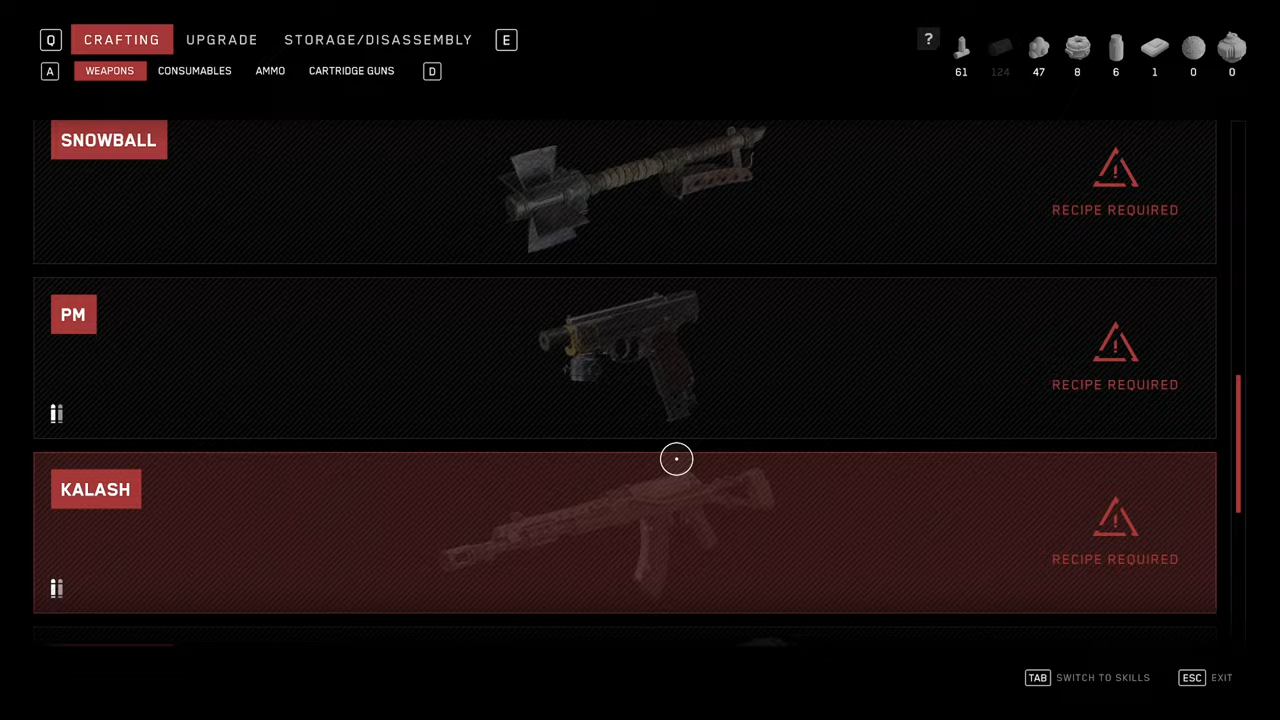 Q CRAFTING UPGRADE STORAGE/DISASSEMBLY E ?
A WEAPONS CONSUMABLES AMMO CARTRIDGE GUNS D
61 124 47 8 6 1 0 0
SNOWBALL
RECIPE REQUIRED
PM
RECIPE REQUIRED
KALASH
RECIPE REQUIRED
TAB SWITCH TO SKILLS ESC EXIT